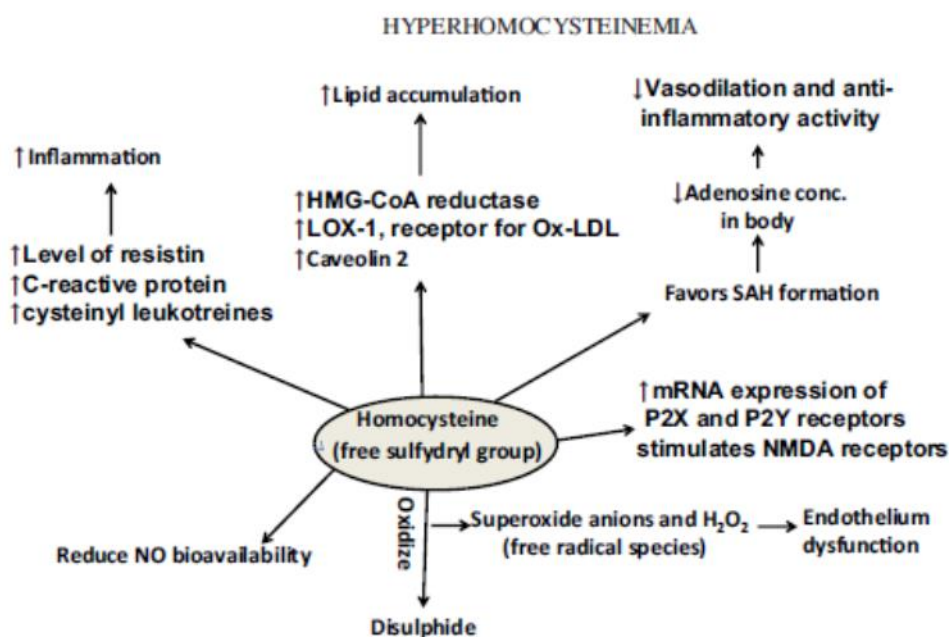 HYPERHOMOCYSTEINEMIA
↑Lipid accumulation
↓Vasodilation and anti-
inflammatory activity
↑Inflammation
↑HMG-CoA reductase
↑LOX-1, receptor for Ox-LDL
↑Caveolin 2
↓Adenosine conc.
in body
↑Level of resistin
↑C-reactive protein
↑cysteinyl leukotreines
Favors SAH formation
Homocysteine
(free sulfydryl group)
↑mRNA expression of
P2X and P2Y receptors
stimulates NMDA receptors
Oxidize
Superoxide anions and H₂O₂
(free radical species)
Endothelium
dysfunction
Reduce NO bioavailability
Disulphide